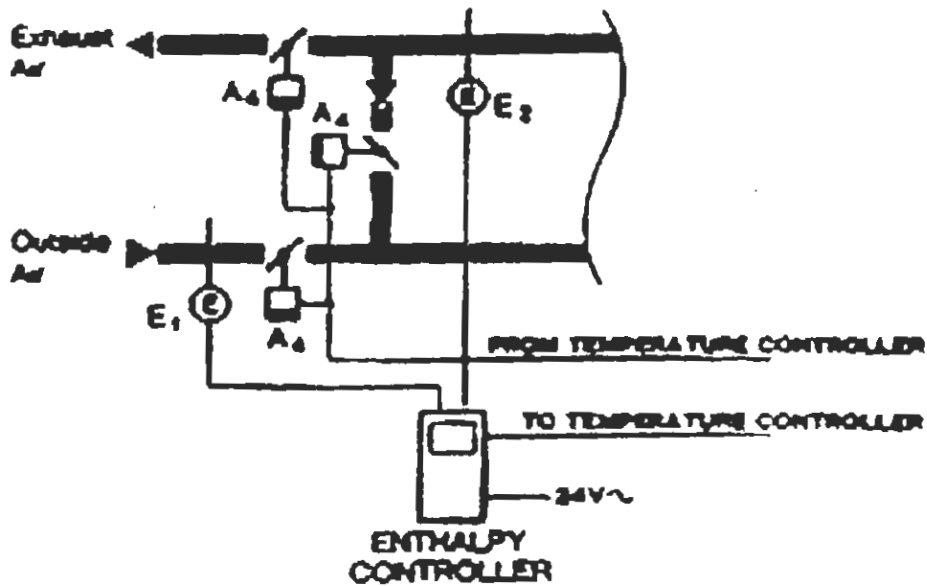 Exhaust
Air
A4
A4
E
E2
Outside
Air
E
E1
A4
FROM TEMPERATURE CONTROLLER
TO TEMPERATURE CONTROLLER
24V~
ENTHALPY
CONTROLLER